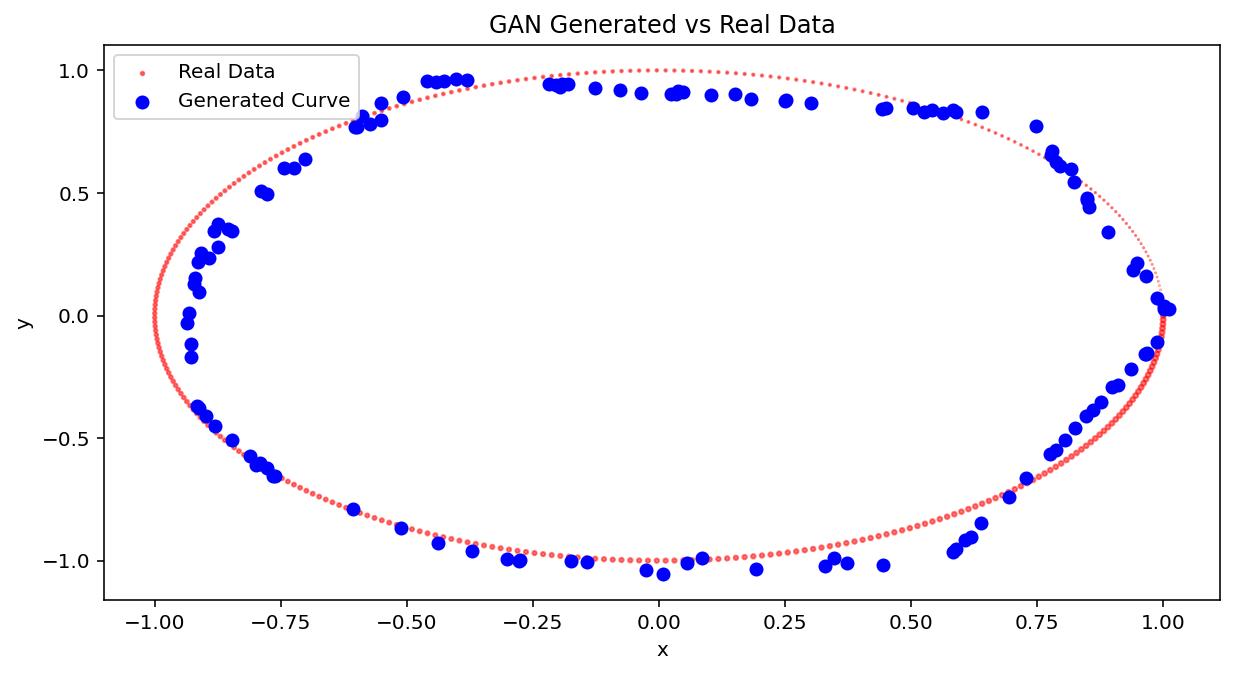 GAN Generated vs Real Data
Real Data
Generated Curve
1.0
0.5
0.0
−0.5
−1.0
y
−1.00 −0.75 −0.50 −0.25 0.00 0.25 0.50 0.75 1.00
x